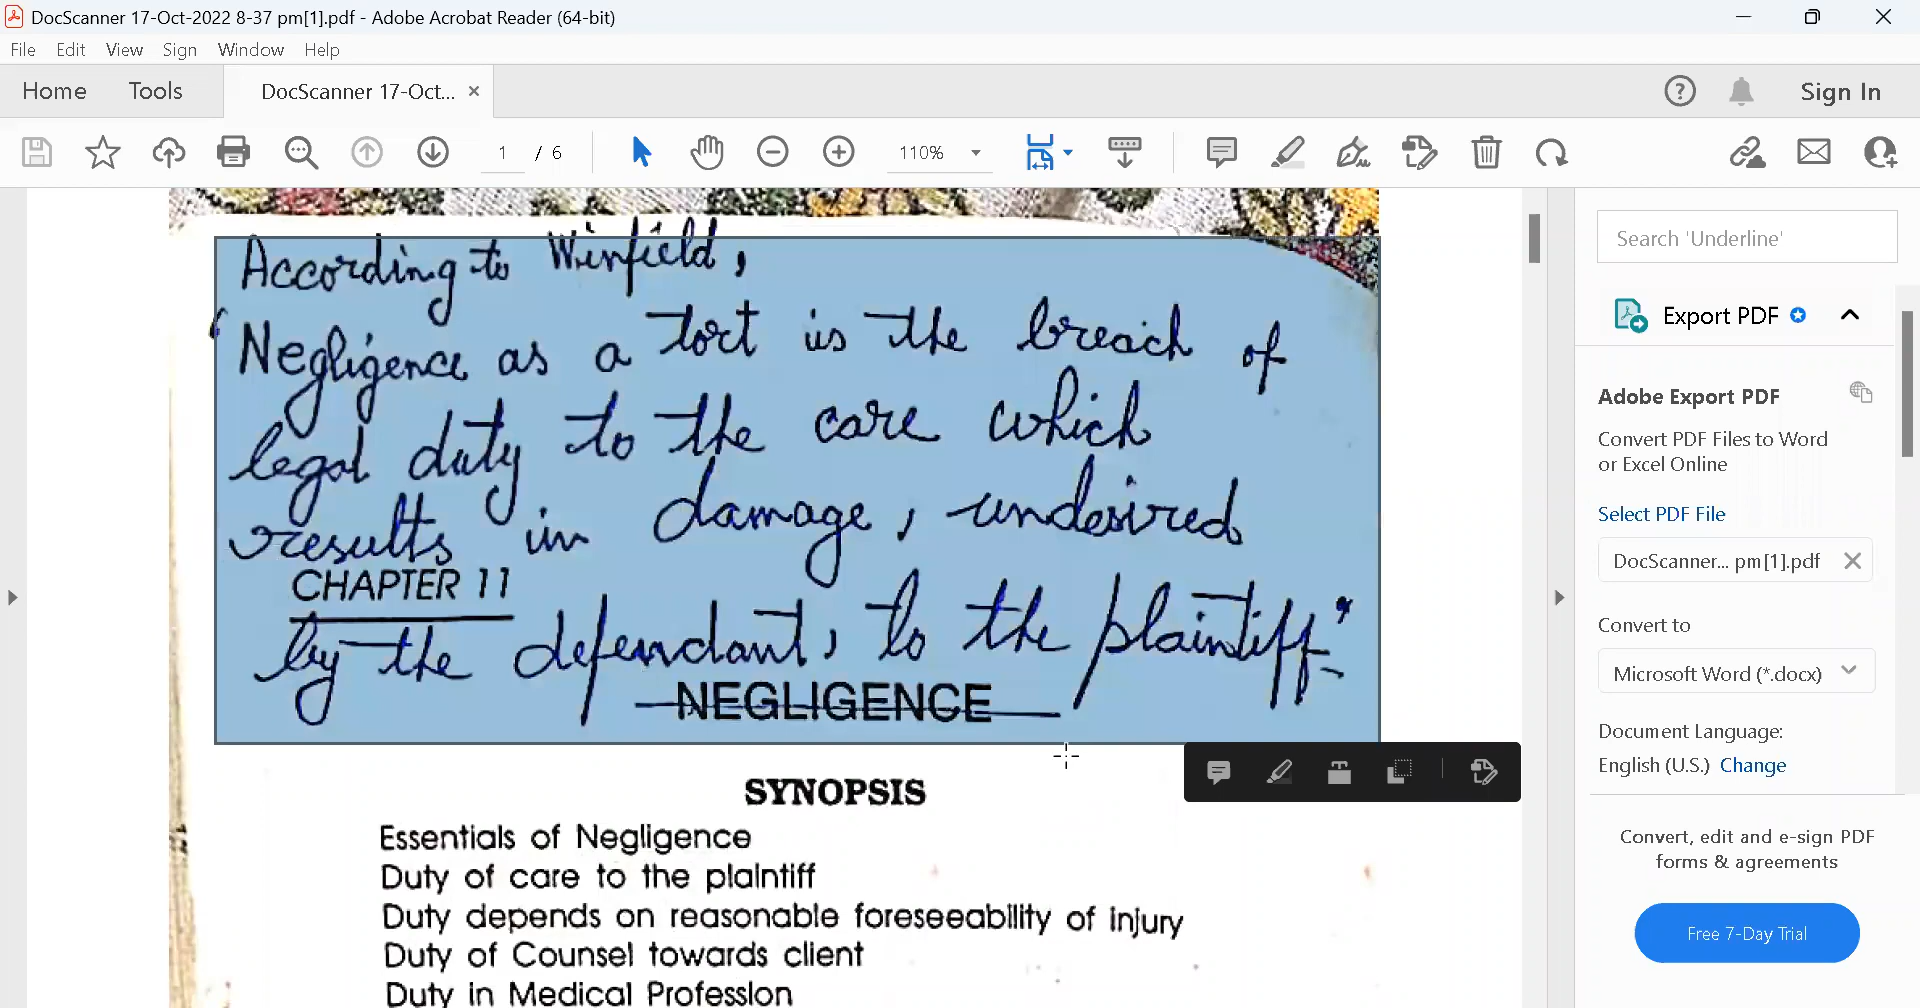 DocScanner 17-Oct-2022 8-37 pm[1].pdf - Adobe Acrobat Reader (64-bit)
File Edit View Sign Window Help
Home Tools DocScanner 17-Oct... Sign In
1 / 6 110%
According to Winfield,
'Negligence as a tort is the breach of
legal duty to the care which
results in damage, undesired
CHAPTER 11
by the defendant, to the plaintiff"
NEGLIGENCE
SYNOPSIS
Essentials of Negligence
Duty of care to the plaintiff
Duty depends on reasonable foreseeability of injury
Duty of Counsel towards client
Duty in Medical Profession
Search 'Underline'
Export PDF
Adobe Export PDF
Convert PDF Files to Word
or Excel Online
Select PDF File
DocScanner... pm[1].pdf
Convert to
Microsoft Word (*.docx)
Document Language:
English (U.S.) Change
Convert, edit and e-sign PDF
forms & agreements
Free 7-Day Trial